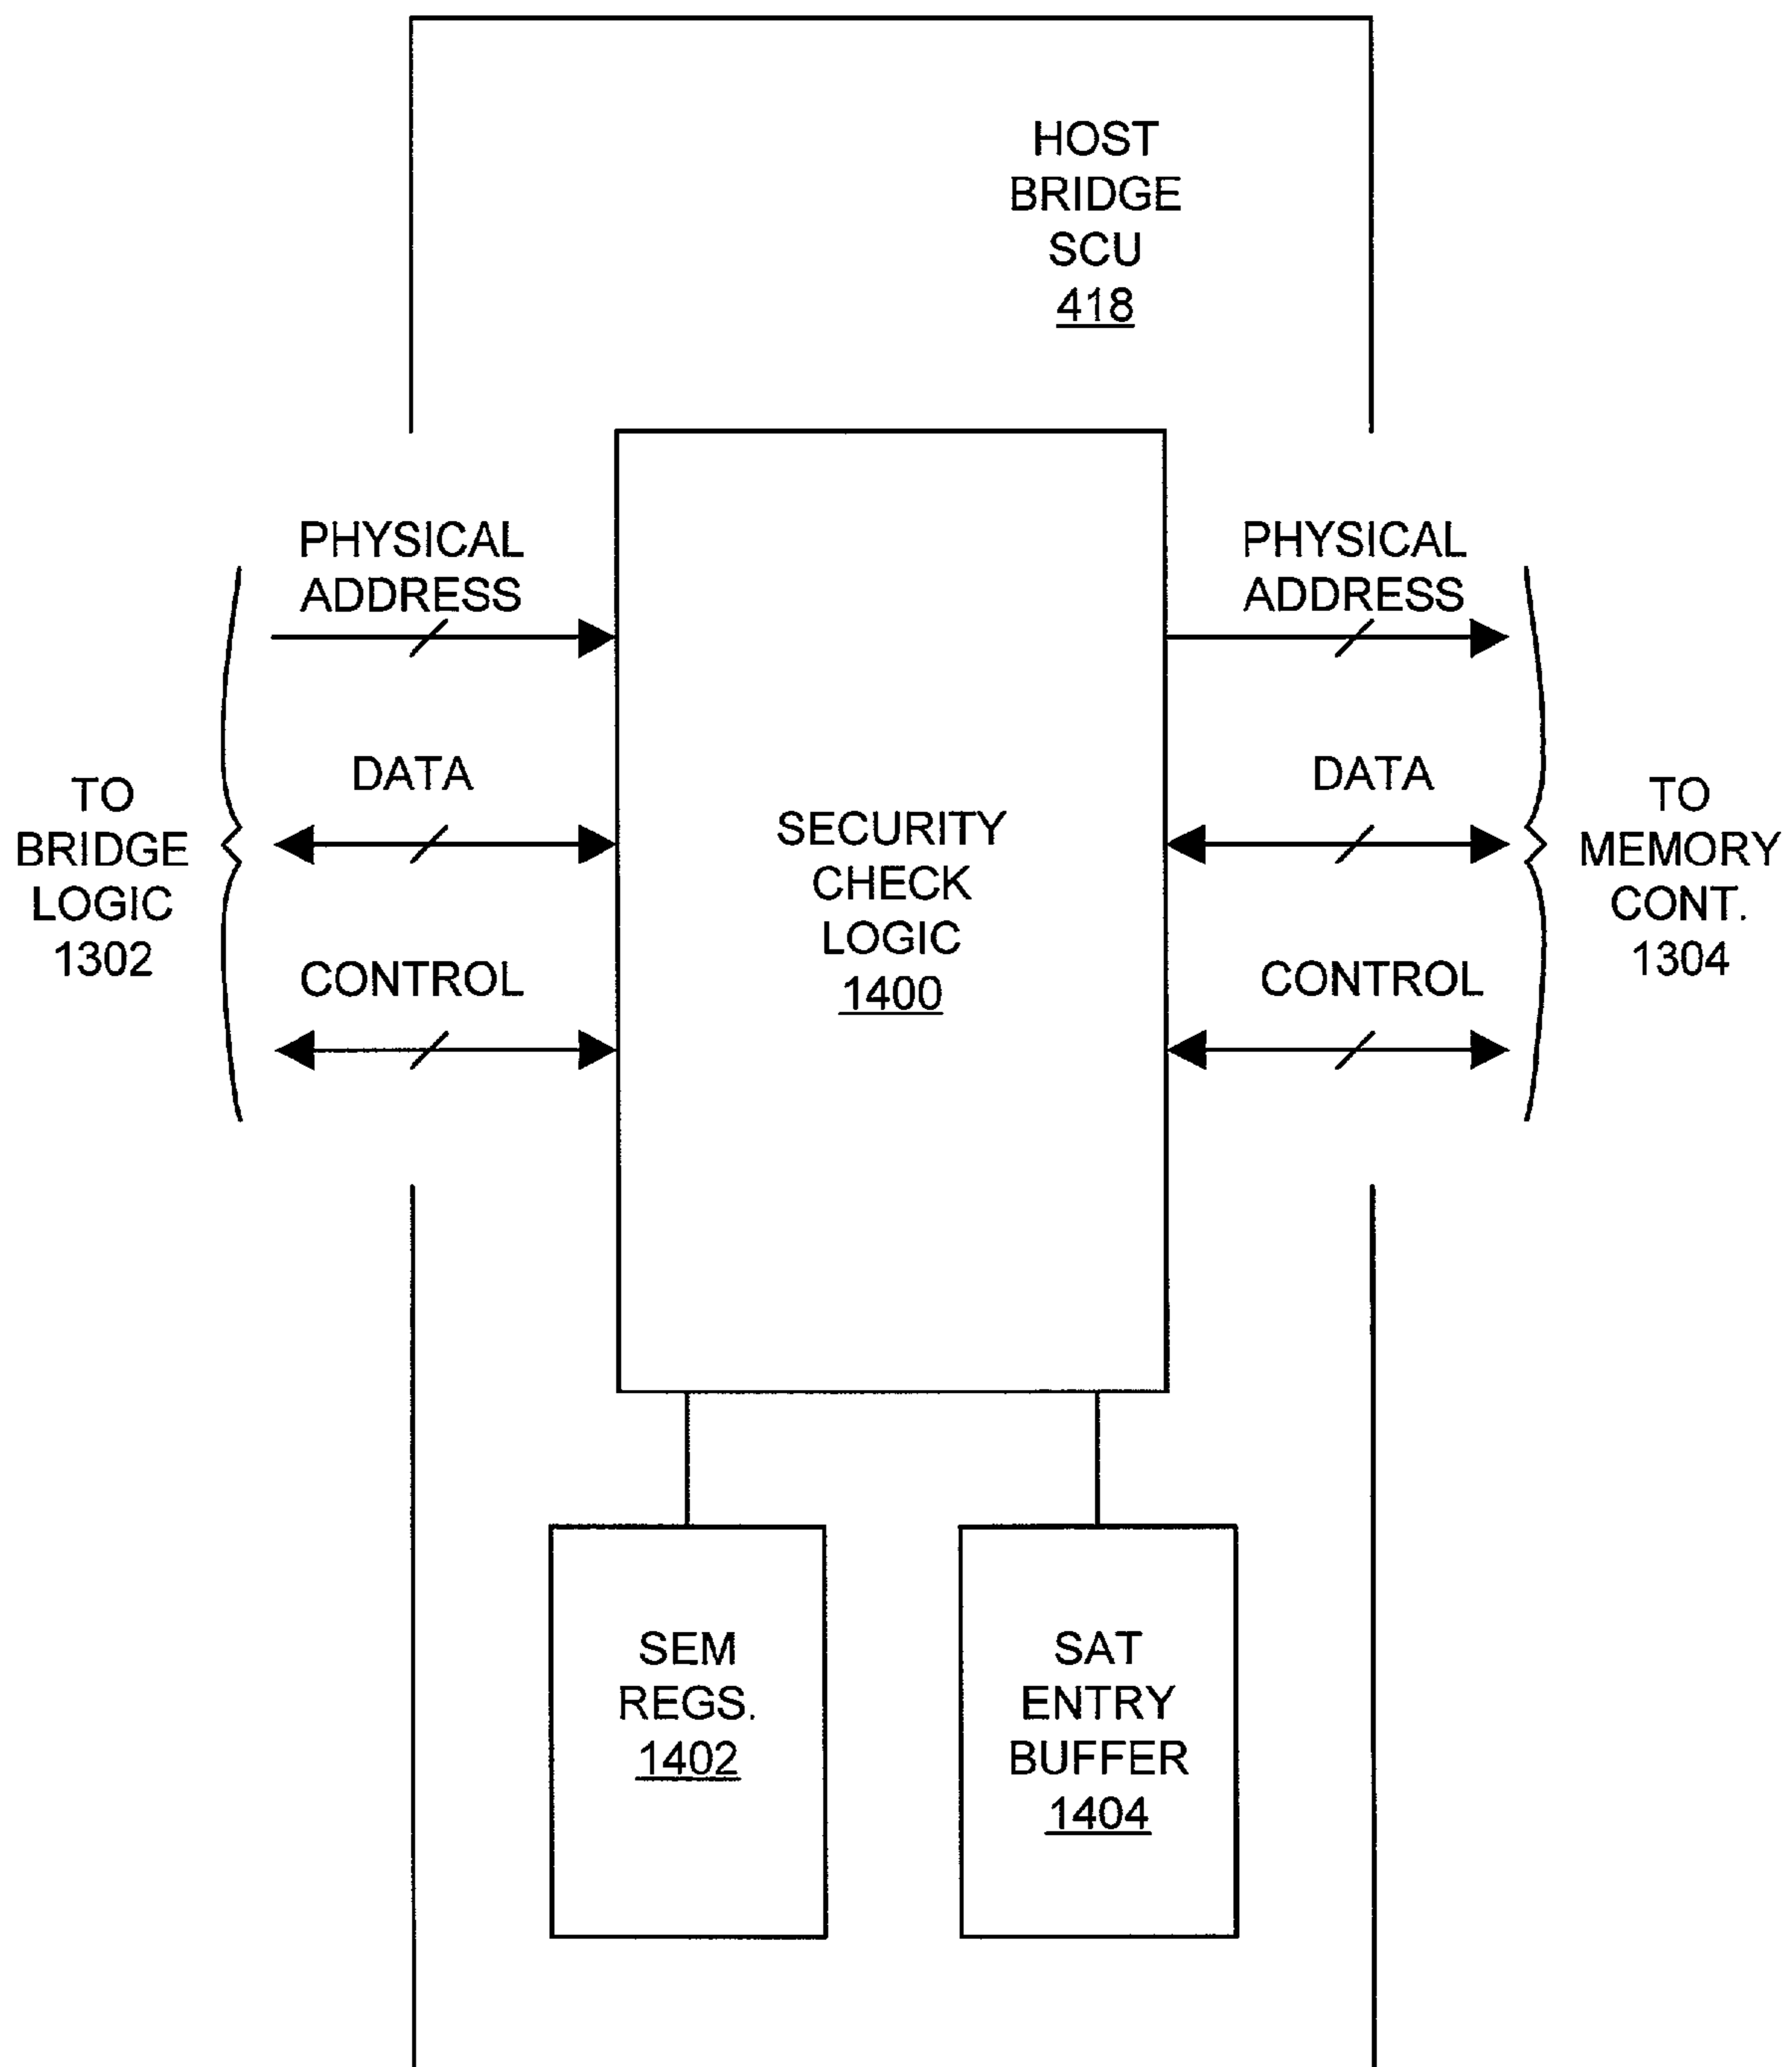 HOST
BRIDGE
SCU
418
PHYSICAL
ADDRESS
DATA
CONTROL
TO
BRIDGE
LOGIC
1302
SECURITY
CHECK
LOGIC
1400
PHYSICAL
ADDRESS
DATA
CONTROL
TO
MEMORY
CONT.
1304
SEM
REGS.
1402
SAT
ENTRY
BUFFER
1404